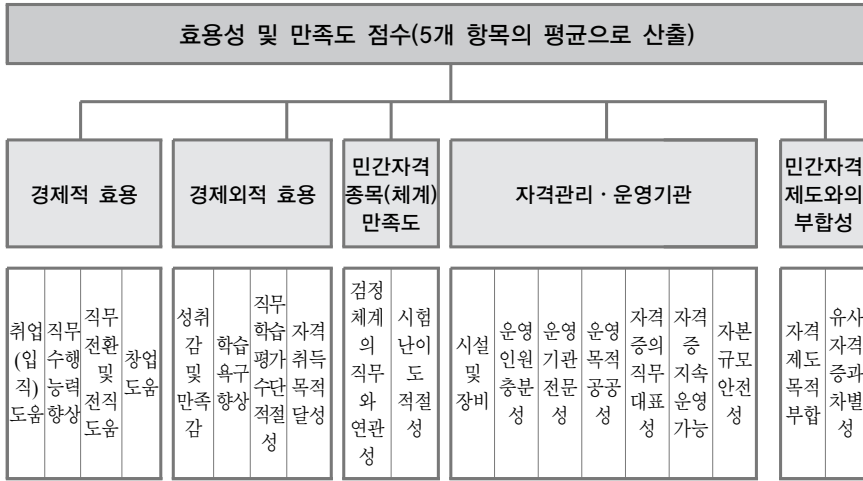 효용성 및 만족도 점수(5개 항목의 평균으로 산출)
경제적 효용
경제외적 효용
민간자격
종목(체계)
만족도
자격관리 · 운영기관
민간자격
제도와의
부합성
취업
(입
직)
도움
직무
수행
능력
향상
직무
전환
및
전직
도움
창업
도움
성취
감
및
만족
감
학습
욕구
향상
직무
학습
평가
수단
적절
성
자격
취득
목적
달성
검정
체계
의
직무
와
연관
성
시험
난이
도
적절
성
시설
및
장비
운영
인원
충분
성
운영
기관
전문
성
운영
목적
공공
성
자격
증의
직무
대표
성
자격
증
지속
운영
가능
자본
규모
안전
성
자격
제도
목적
부합
유사
자격
증과
차별
성